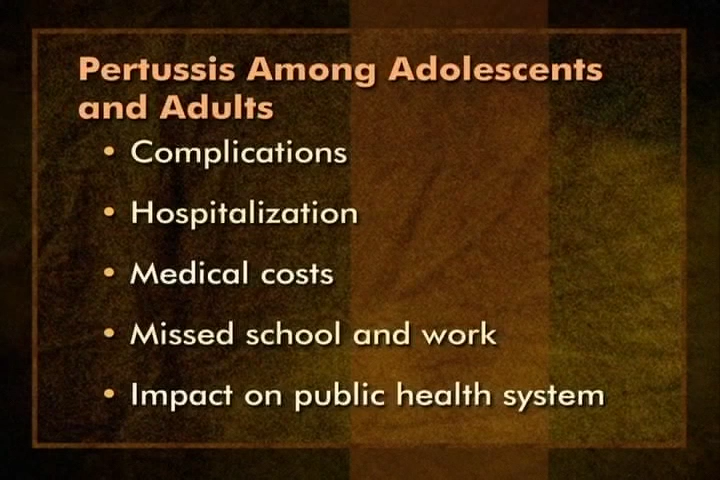 Pertussis Among Adolescents
and Adults
• Complications
• Hospitalization
• Medical costs
• Missed school and work
• Impact on public health system